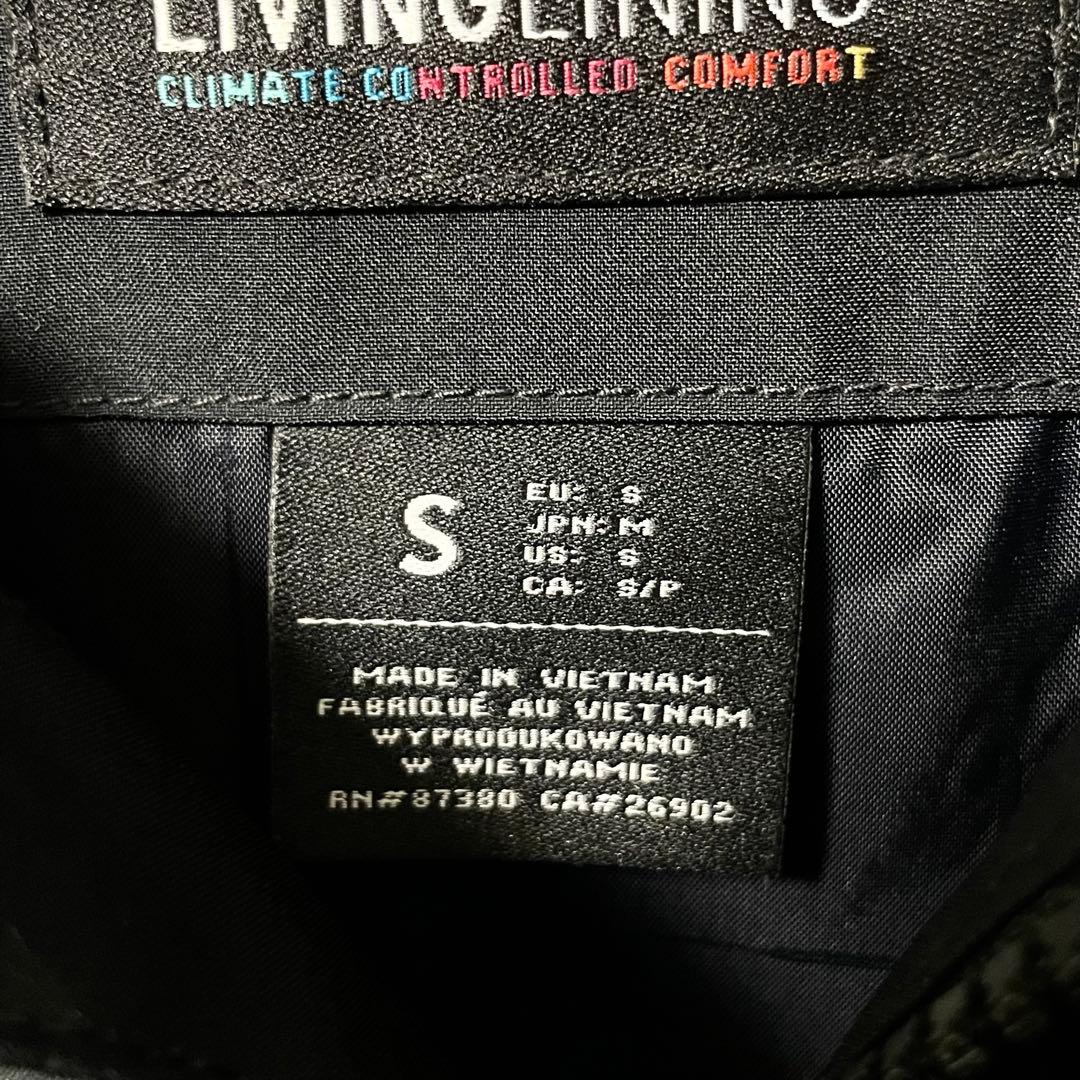 LIVINGLINING
CLIMATE CONTROLLED COMFORT
S
EU: S
JPN: M
US: S
CA: S/P
MADE IN VIETNAM
FABRIQUÉ AU VIETNAM
WYPRODUKOWANO
W WIETNAMIE
RN#87380 CA#26902